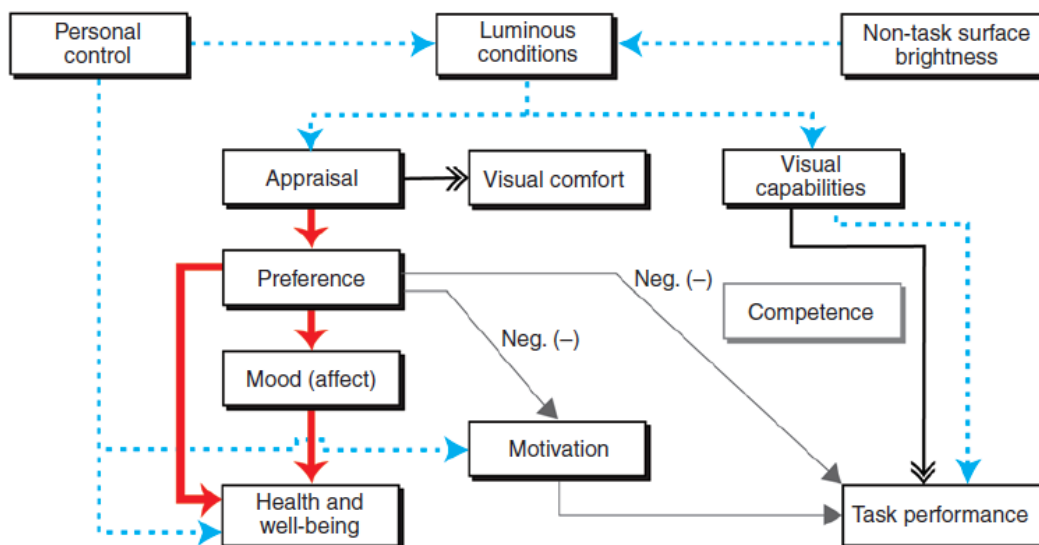 Personal
control
Luminous
conditions
Non-task surface
brightness
Appraisal
Visual comfort
Visual
capabilities
Preference
Neg. (–)
Competence
Neg. (–)
Mood (affect)
Motivation
Health and
well-being
Task performance